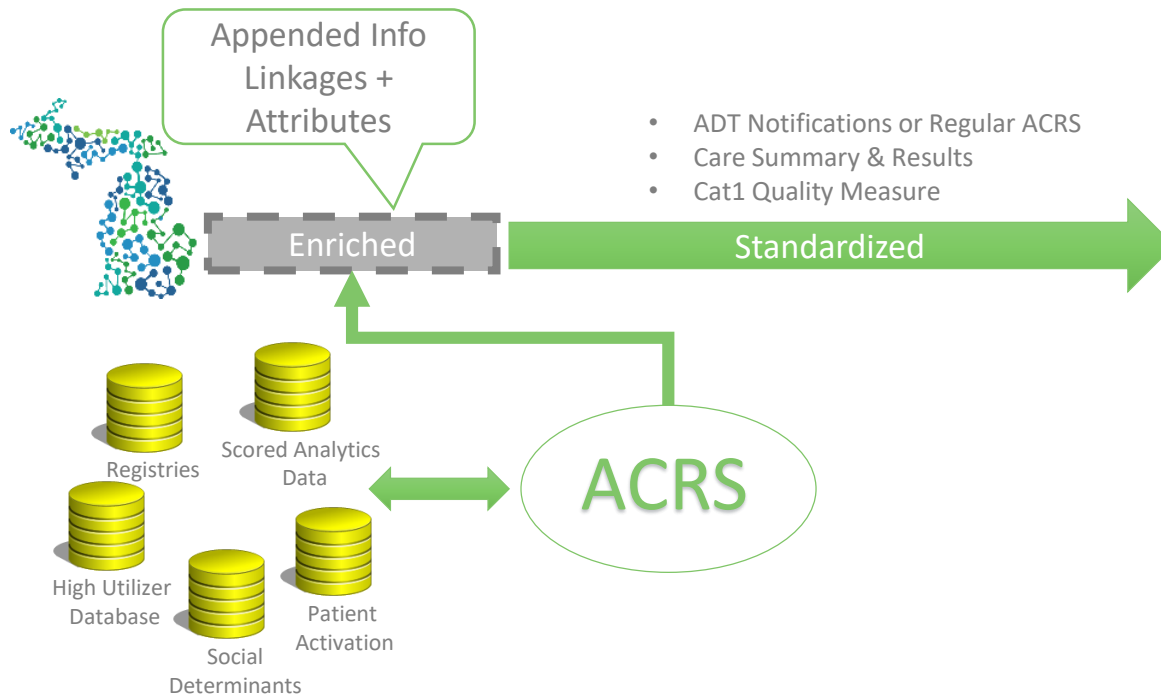 Appended Info
Linkages +
Attributes
• ADT Notifications or Regular ACRS
• Care Summary & Results
• Cat1 Quality Measure
Enriched
Standardized
Registries
Scored Analytics
Data
ACRS
High Utilizer
Database
Patient
Activation
Social
Determinants